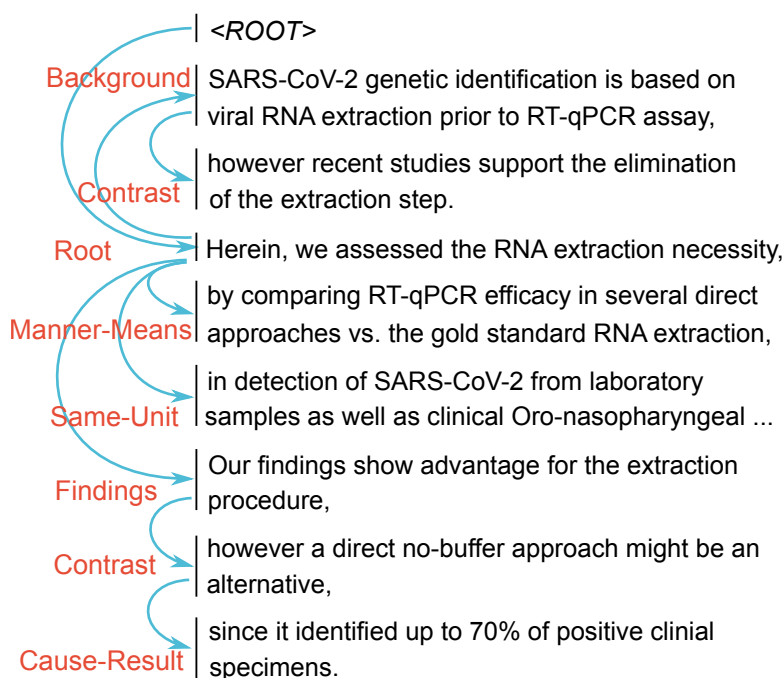 <ROOT>
Background
SARS-CoV-2 genetic identification is based on
viral RNA extraction prior to RT-qPCR assay,
Contrast
however recent studies support the elimination
of the extraction step.
Root
Herein, we assessed the RNA extraction necessity,
Manner-Means
by comparing RT-qPCR efficacy in several direct
approaches vs. the gold standard RNA extraction,
Same-Unit
in detection of SARS-CoV-2 from laboratory
samples as well as clinical Oro-nasopharyngeal ...
Findings
Our findings show advantage for the extraction
procedure,
Contrast
however a direct no-buffer approach might be an
alternative,
Cause-Result
since it identified up to 70% of positive clinial
specimens.